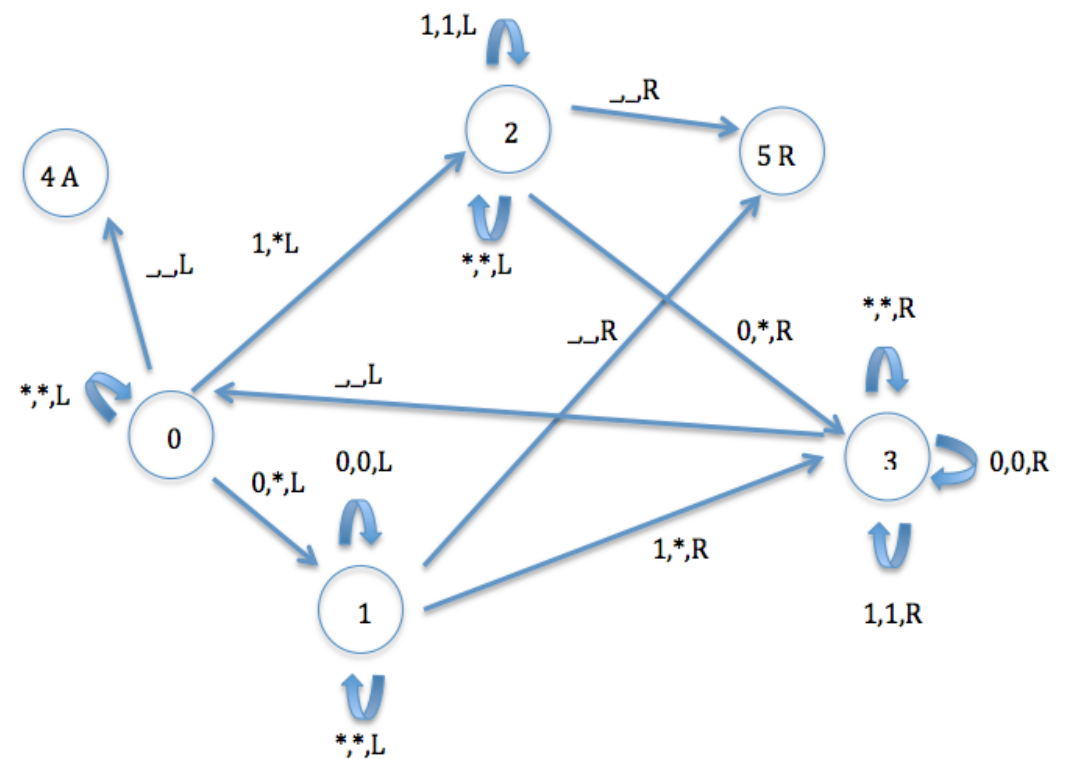 1,1,L
2
_,_,R
5 R
4 A
1,*L
_,_,L
*,*,L
*,*,R
_,_,R
0,*,R
_,_,L
*,*,L
0
0,0,L
3
0,0,R
0,*,L
1,*,R
1
1,1,R
*,*,L